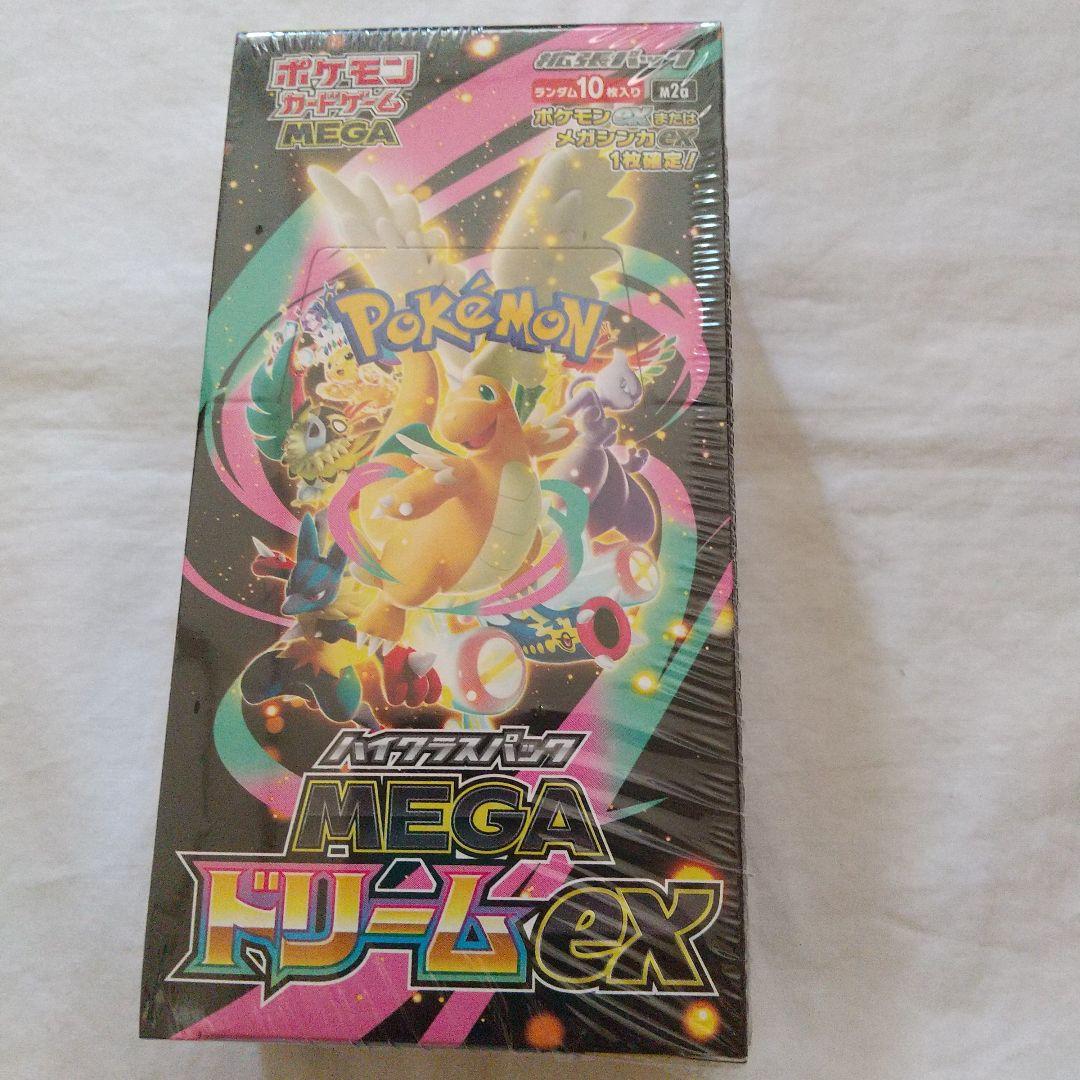 ポケモン
カードゲーム
MEGA
拡張パック
ランダム10枚入り M2a
ポケモンexまたは
メガシンカex
1枚確定！
POKéMON
ハイクラスパック
MEGA
ドリームex